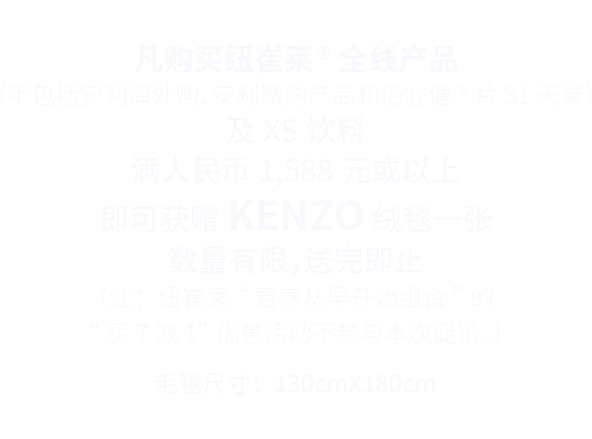 凡购买纽崔莱® 全线产品
（不包括安利海外购、安利微购产品和倍立健® 片 31 天装）
及 XS 饮料
满人民币 1,588 元或以上
即可获赠 KENZO 绒毯一张
数量有限，送完即止
（注：纽崔莱“ 营养从早开始组合 ” 的
“ 买 7 减 1” 优惠活动不参与本次促销。）
毛毯尺寸：130cmX180cm